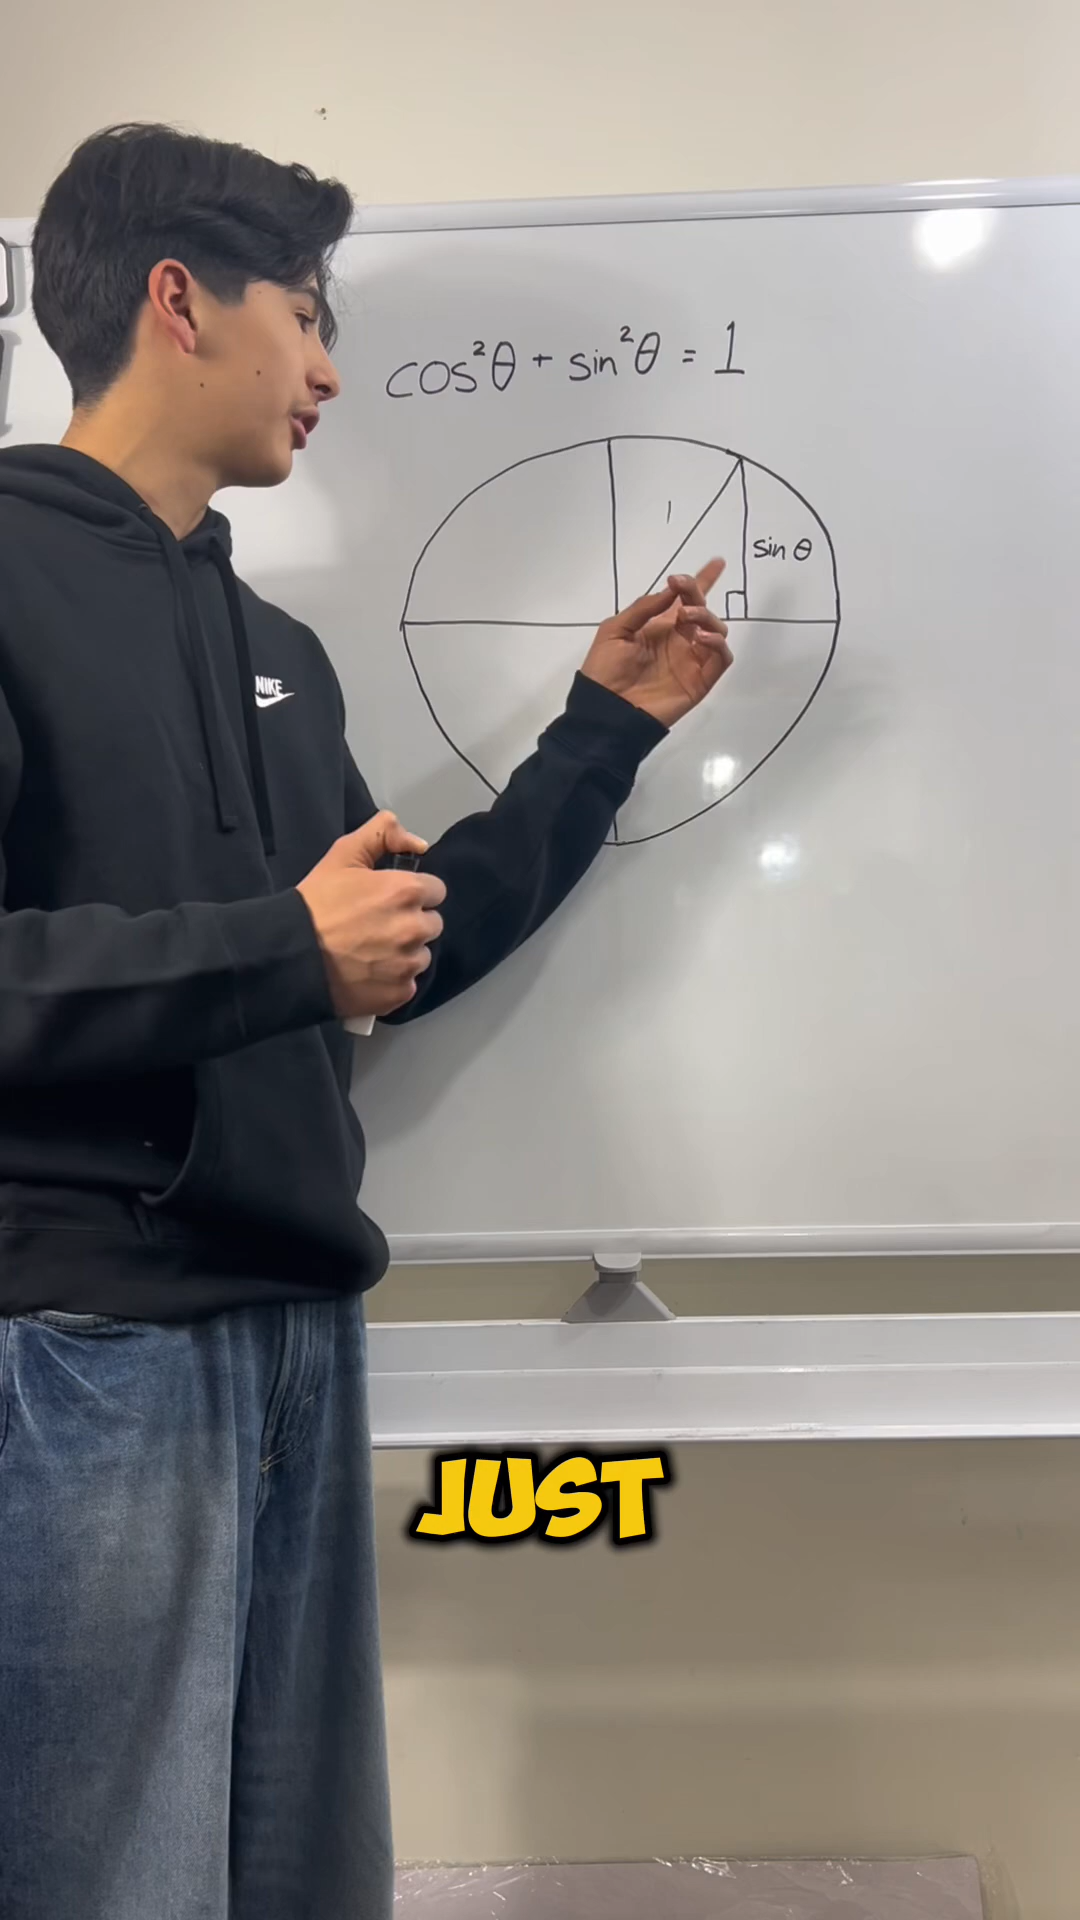 cos²θ + sin²θ = 1
1
sin θ
NIKE
JUST